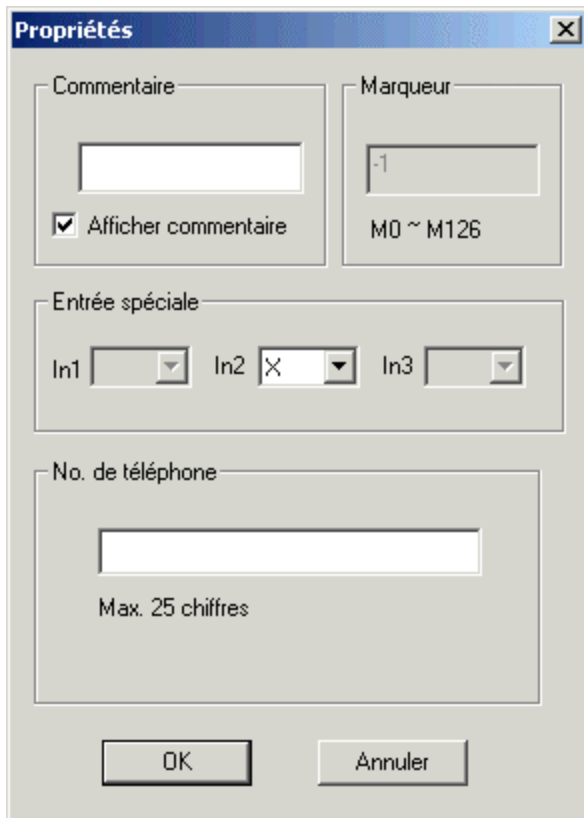 Propriétés
Commentaire
Afficher commentaire
Marqueur
-1
M0 ~ M126
Entrée spéciale
In1 In2 X In3
No. de téléphone
Max. 25 chiffres
OK Annuler